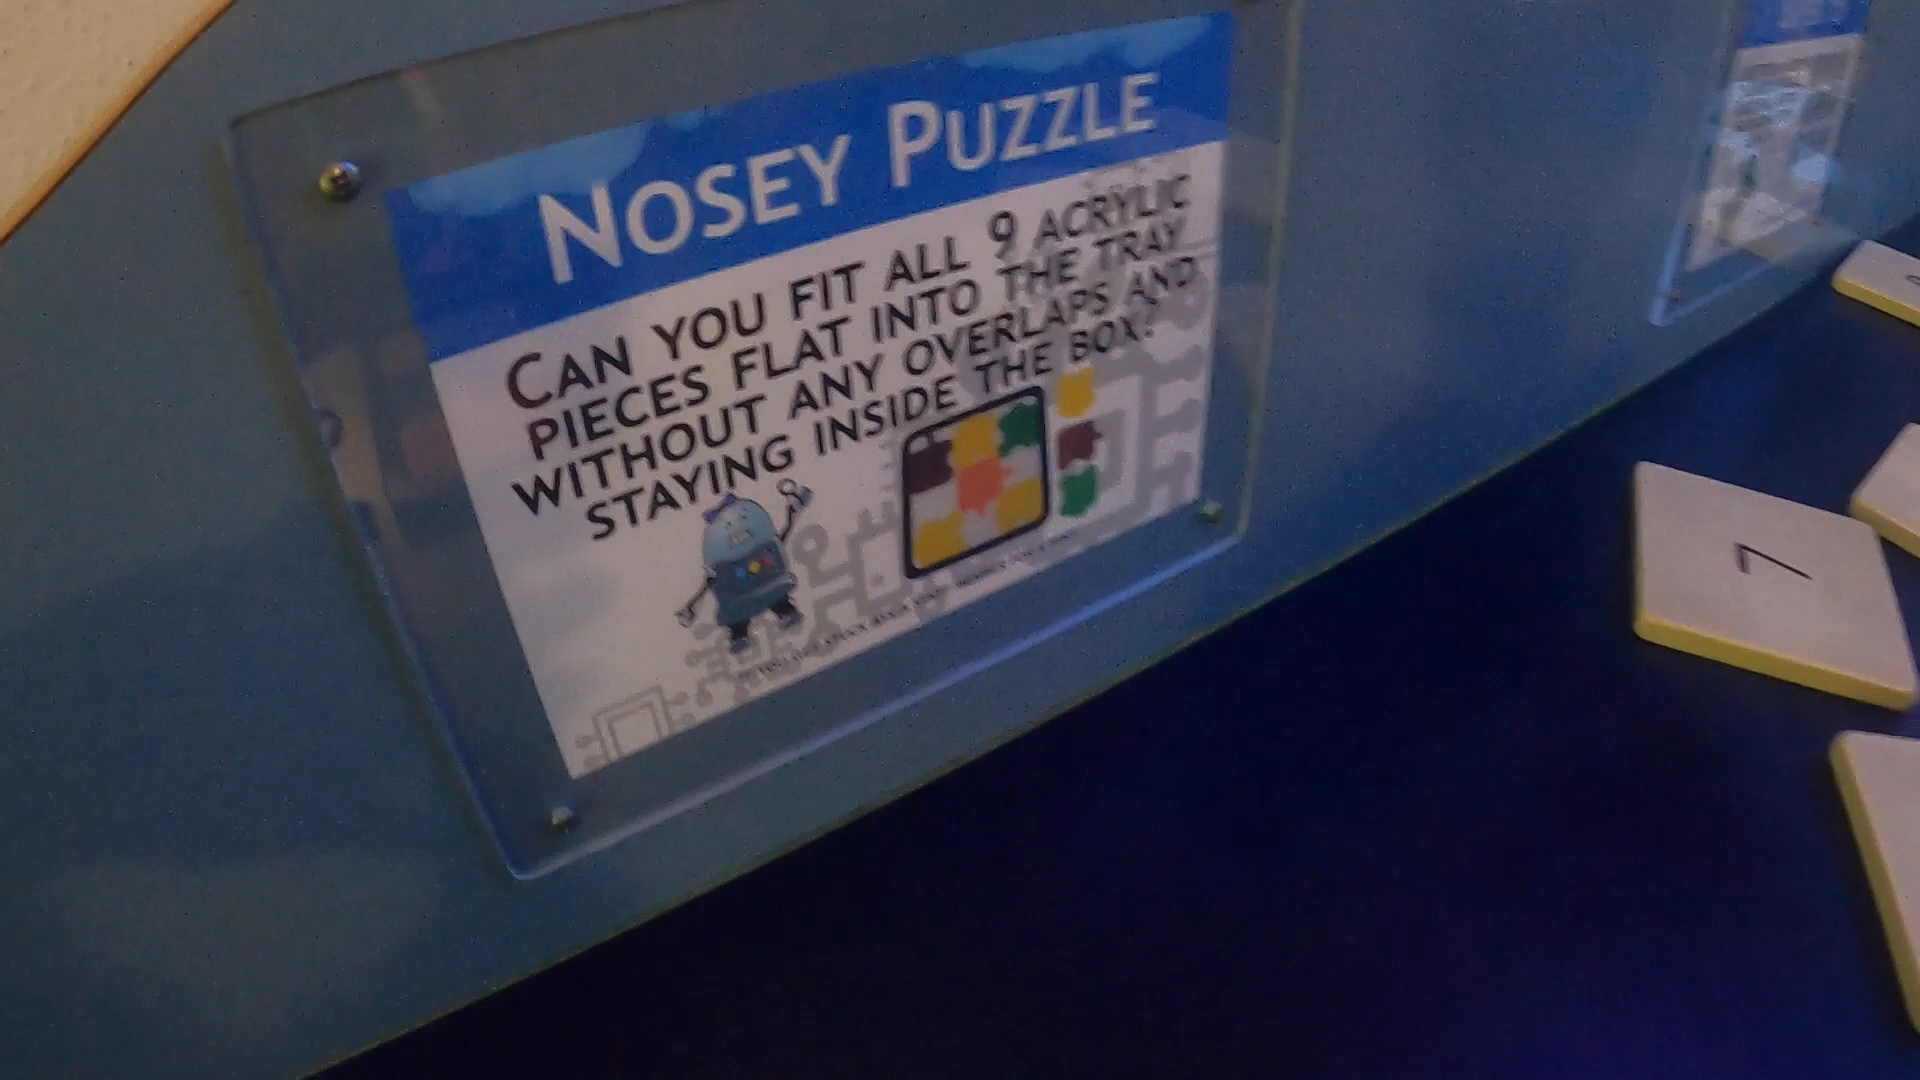 NOSEY PUZZLE
CAN YOU FIT ALL 9 ACRYLIC
PIECES FLAT INTO THE TRAY
WITHOUT ANY OVERLAPS AND
STAYING INSIDE THE BOX?
7